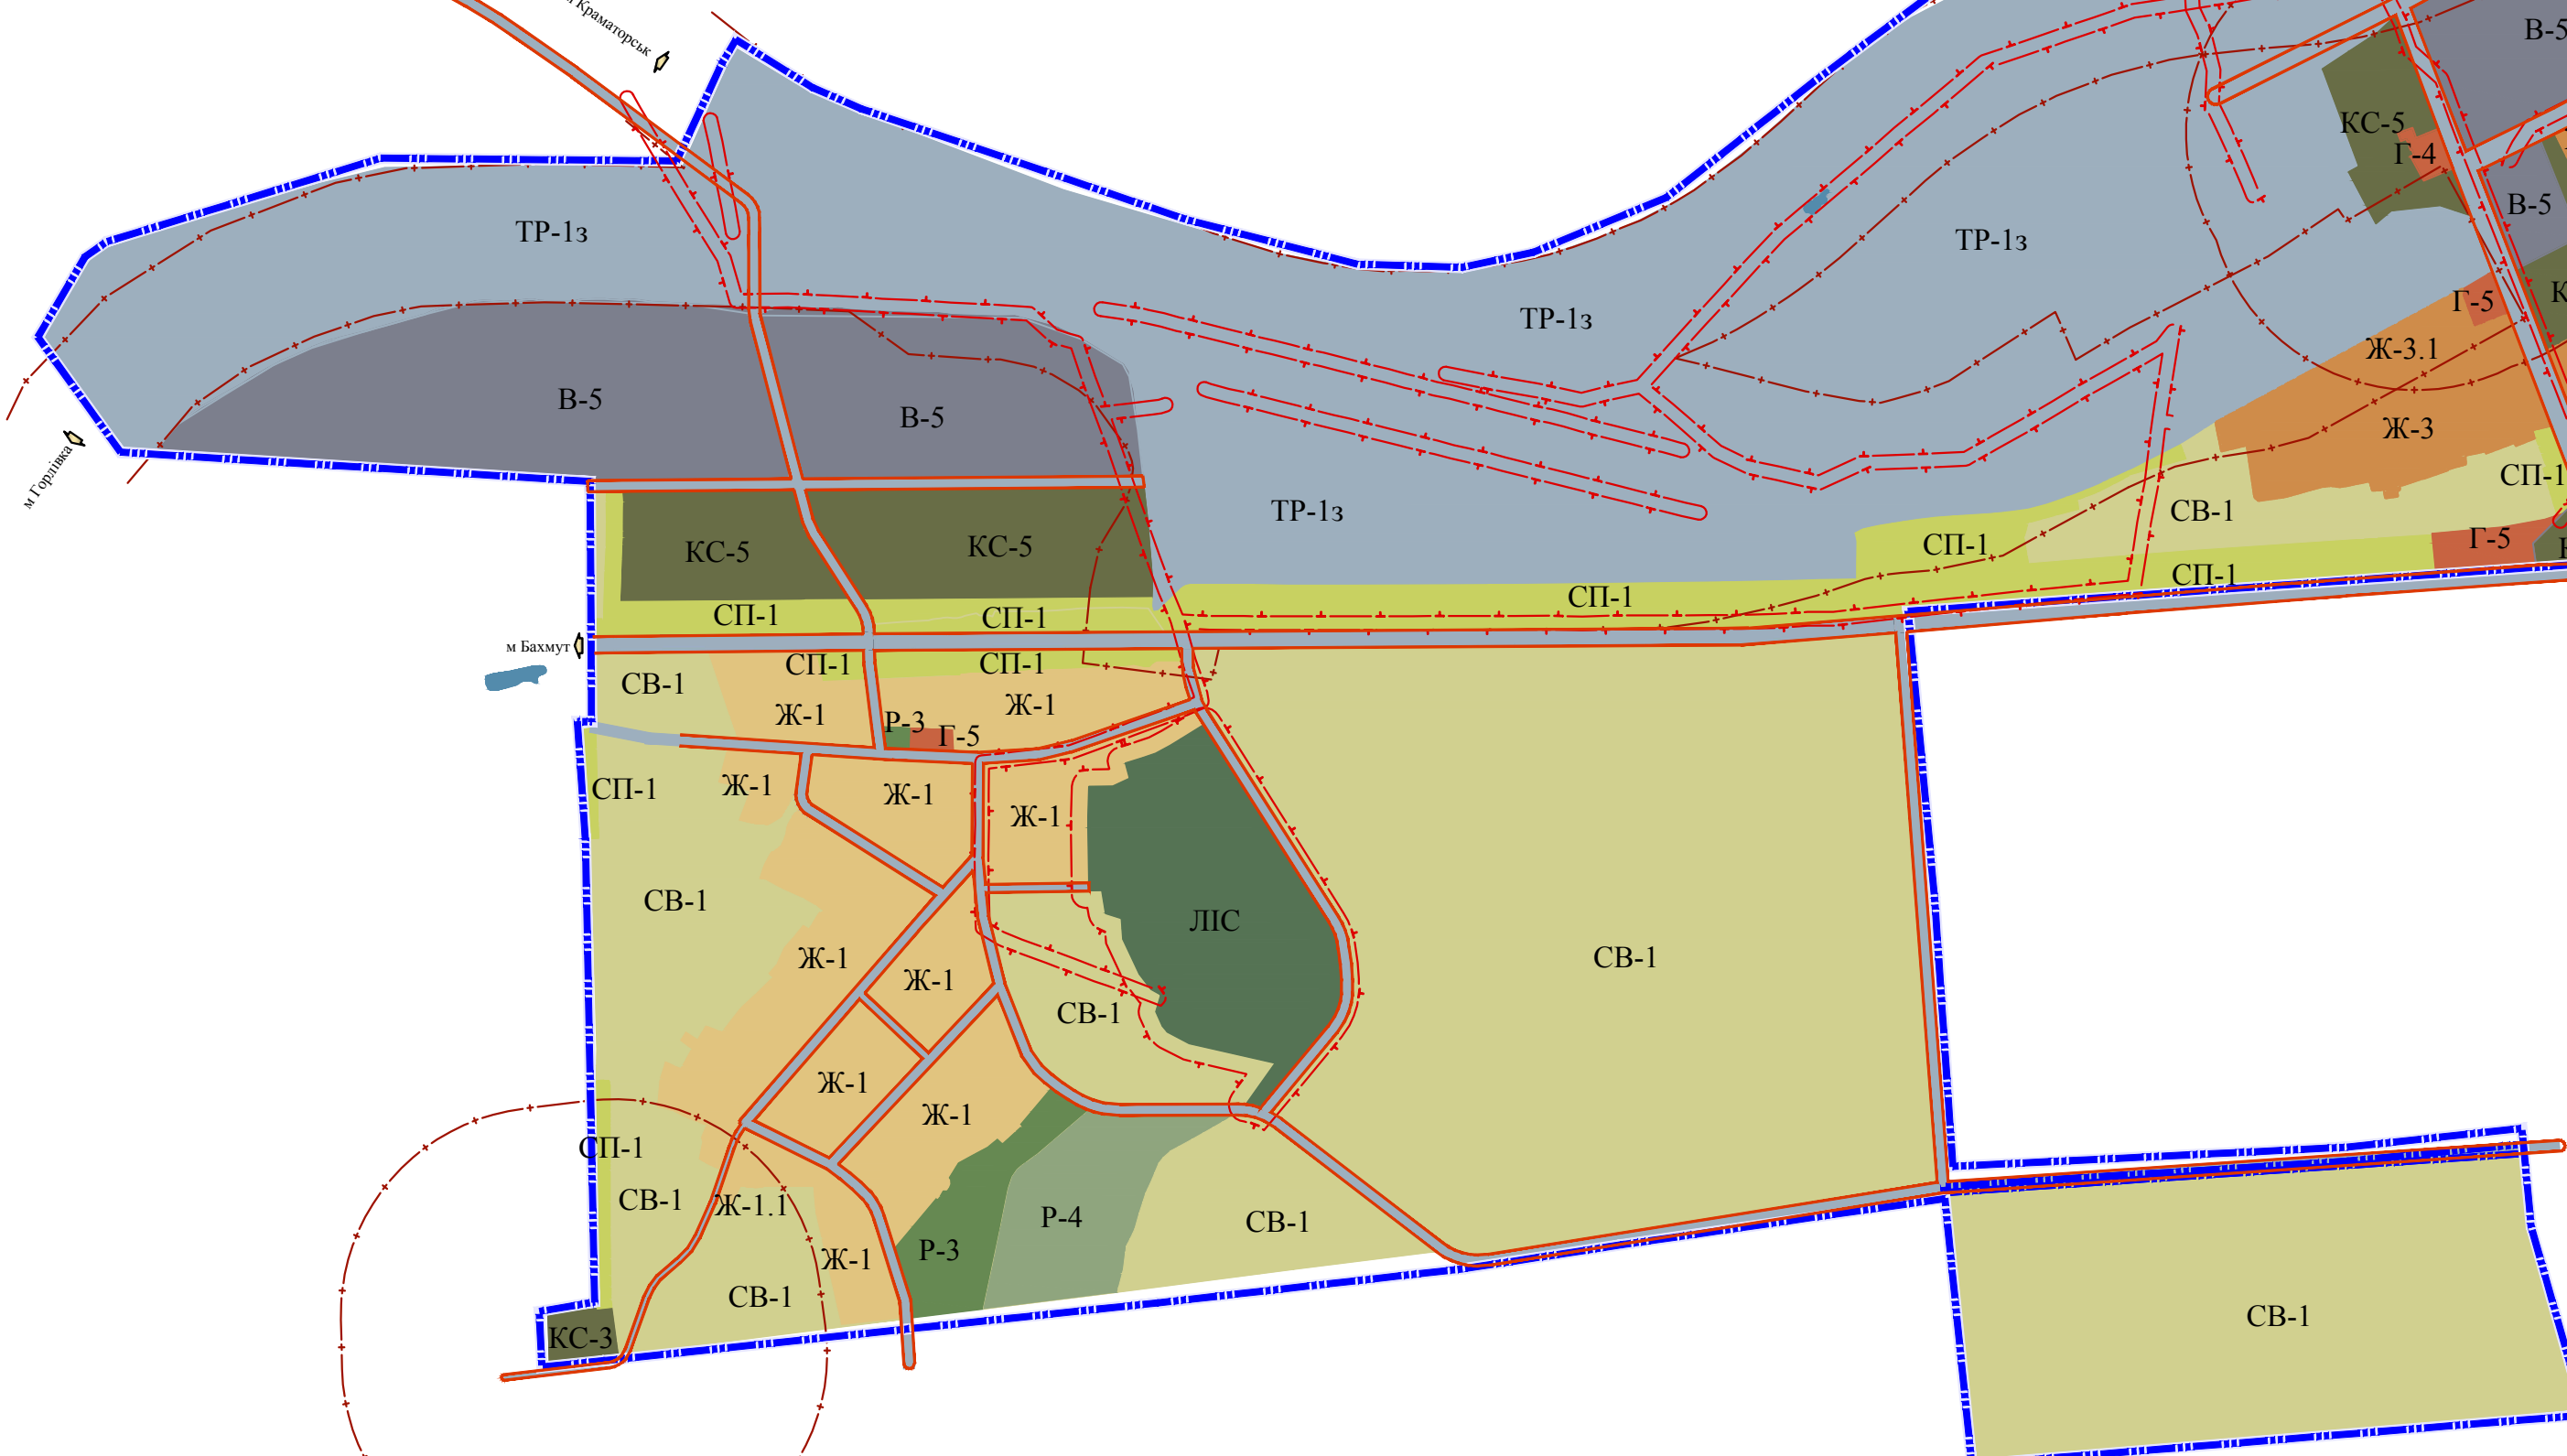 м Краматорськ
В-5
КС-5
Г-4
В-5
ТР-1з
ТР-1з
ТР-1з
Г-5
Ж-3.1
В-5
В-5
Ж-3
м Горлівка
СП-1
ТР-1з
СВ-1
КС-5
КС-5
СП-1
Г-5
СП-1
СП-1
СП-1
СП-1
м Бахмут
СП-1
СП-1
СВ-1
Ж-1
Ж-1
Р-3
Г-5
СП-1
Ж-1
Ж-1
Ж-1
СВ-1
ЛІС
Ж-1
СВ-1
Ж-1
СВ-1
Ж-1
Ж-1
СП-1
СВ-1
Ж-1.1
Р-4
СВ-1
Р-3
Ж-1
СВ-1
СВ-1
КС-3